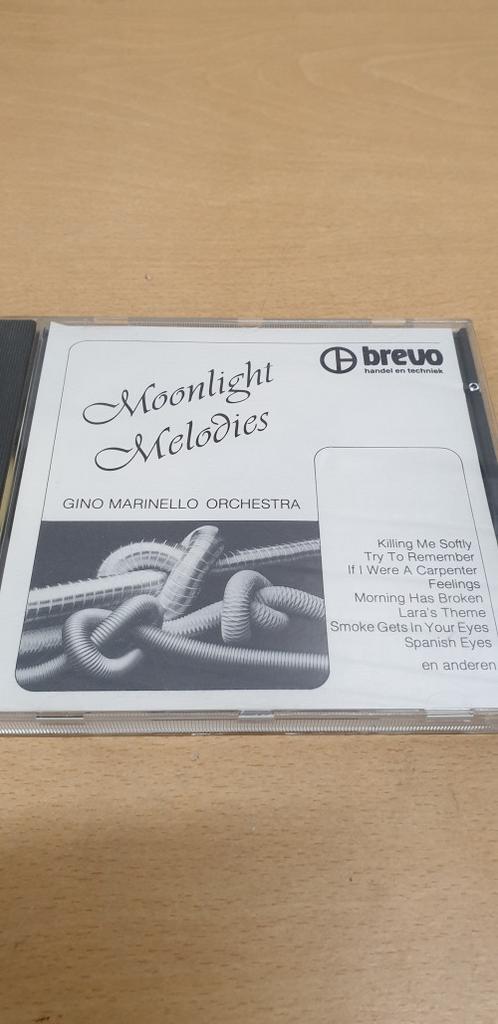 brevo
handel en techniek
Moonlight
Melodies
GINO MARINELLO ORCHESTRA
Killing Me Softly
Try To Remember
If I Were A Carpenter
Feelings
Morning Has Broken
Lara's Theme
Smoke Gets In Your Eyes
Spanish Eyes
en anderen